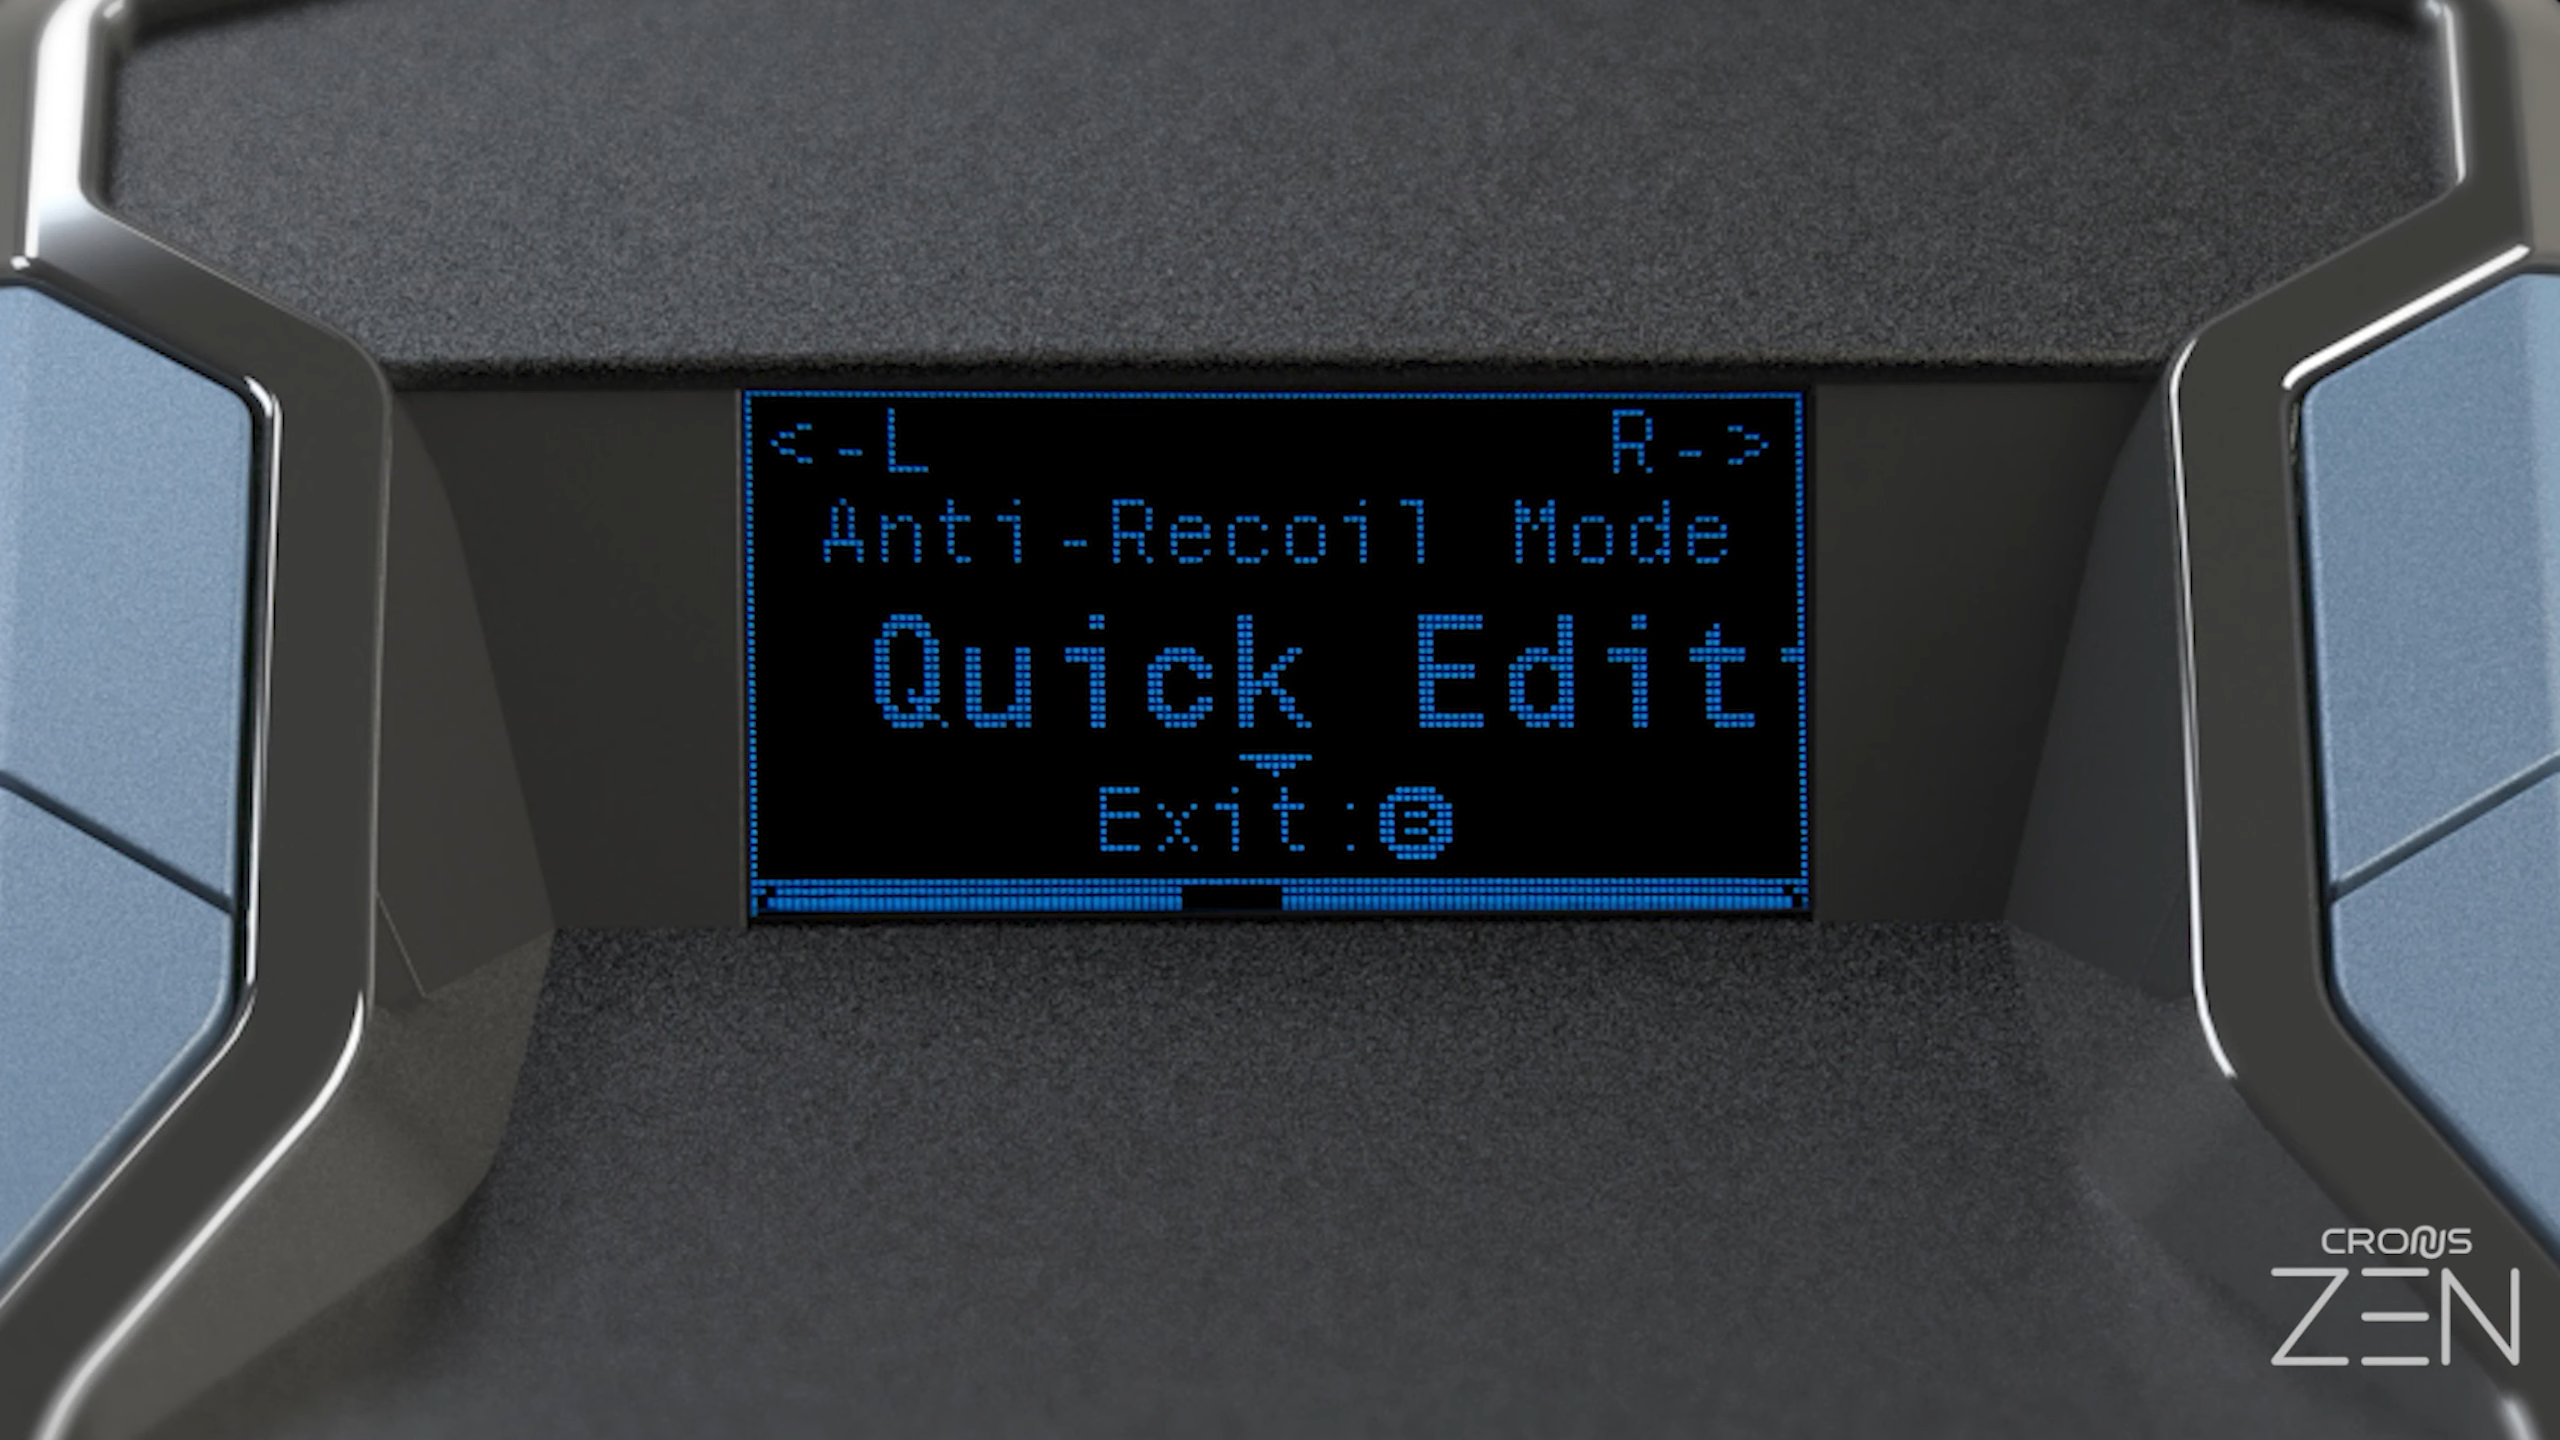 <-L R->
Anti-Recoil Mode
Quick Edit
Exit:B
CRONUS
ZEN